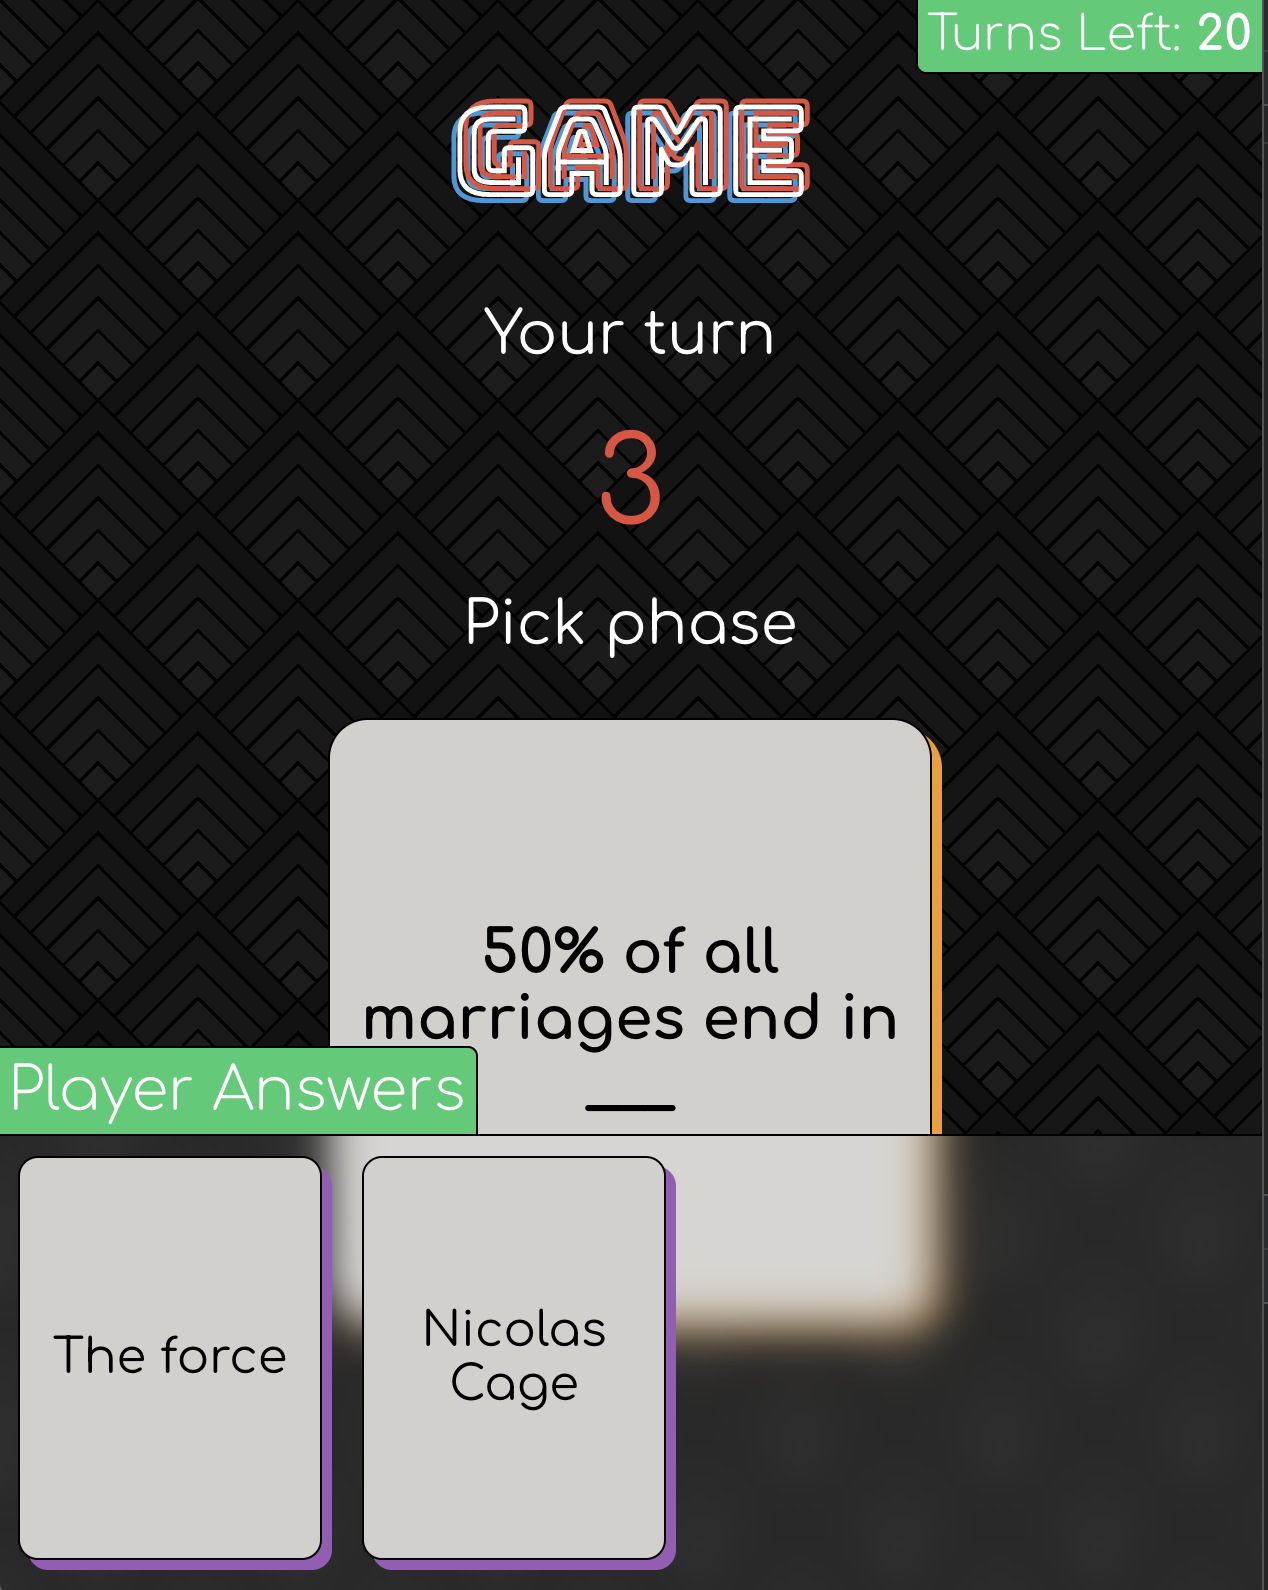 Turns Left: 20
GAME
Your turn
3
Pick phase
50% of all
marriages end in
__
Player Answers
The force
Nicolas
Cage